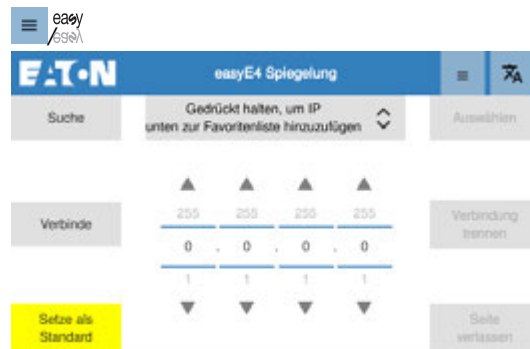 easy
easy
EATON
easyE4 Spiegelung
Suche
Gedrückt halten, um IP
unten zur Favoritenliste hinzuzufügen
Auswählen
255 255 255 255
Verbinde
0 . 0 . 0 . 0
Verbindung
trennen
1 1 1 1
Setze als
Standard
Seite
verlassen